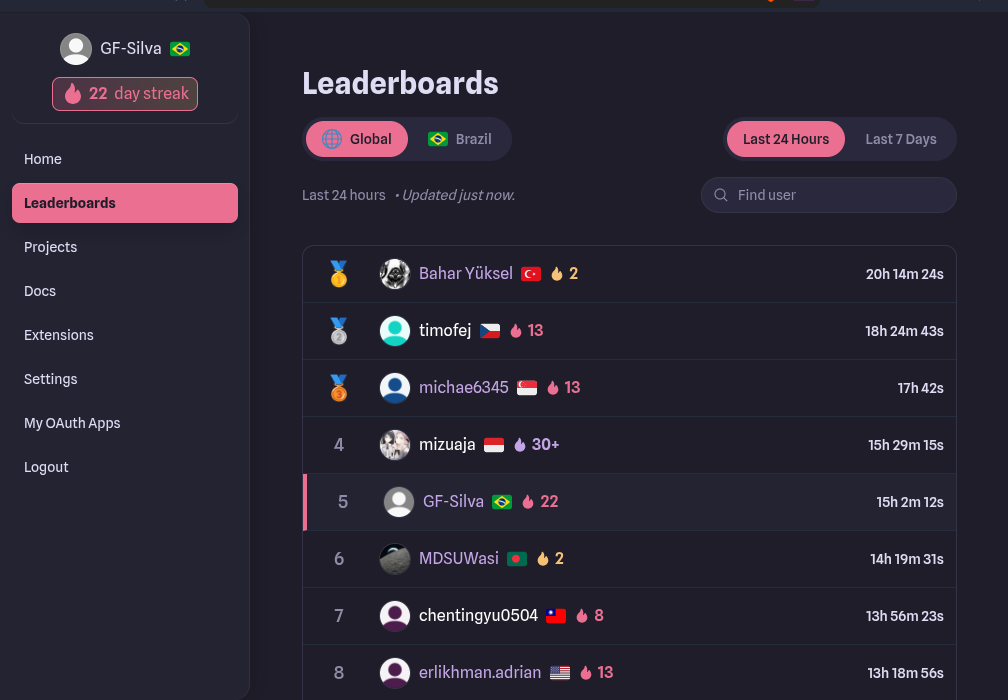 GF-Silva
22 day streak
Home
Leaderboards
Projects
Docs
Extensions
Settings
My OAuth Apps
Logout
Leaderboards
Global Brazil
Last 24 Hours Last 7 Days
Last 24 hours • Updated just now.
Find user
1 Bahar Yüksel 2 20h 14m 24s
2 timofej 13 18h 24m 43s
3 michae6345 13 17h 42s
4 mizuaja 30+ 15h 29m 15s
5 GF-Silva 22 15h 2m 12s
6 MDSUWasi 2 14h 19m 31s
7 chentingyu0504 8 13h 56m 23s
8 erlikhman.adrian 13 13h 18m 56s